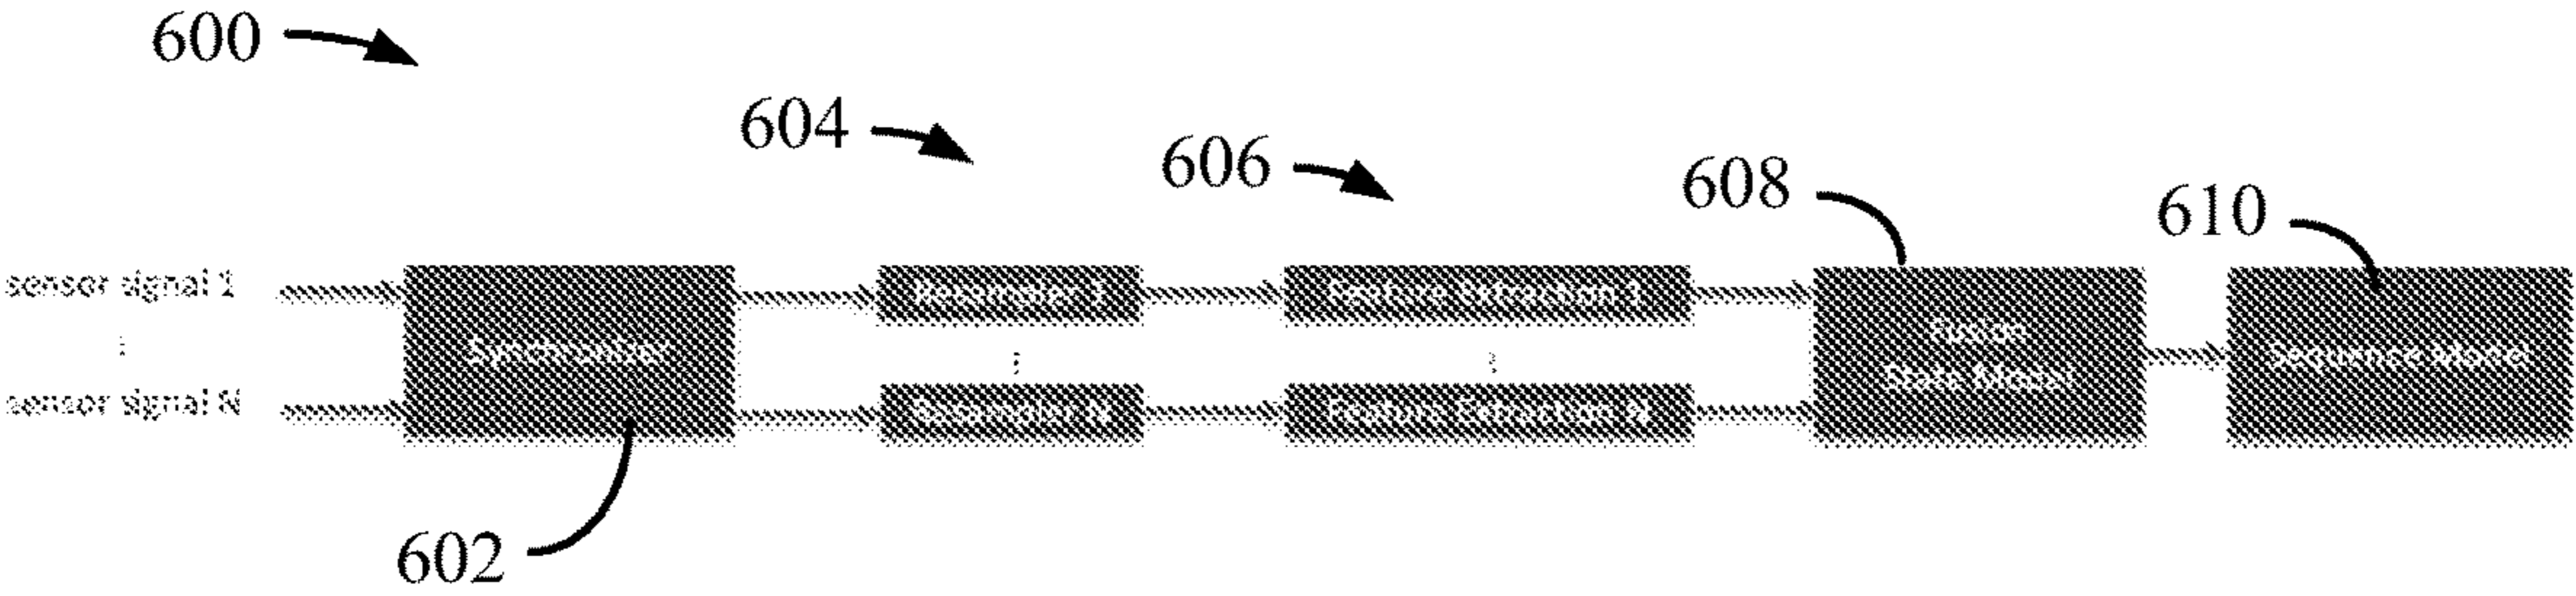 600
604
606
608
610
sensor signal 1
⋮
sensor signal N
Synchronizer
Resampler 1
⋮
Resampler N
Feature Extraction 1
⋮
Feature Extraction N
Fusion
State Model
Sequence Model
602